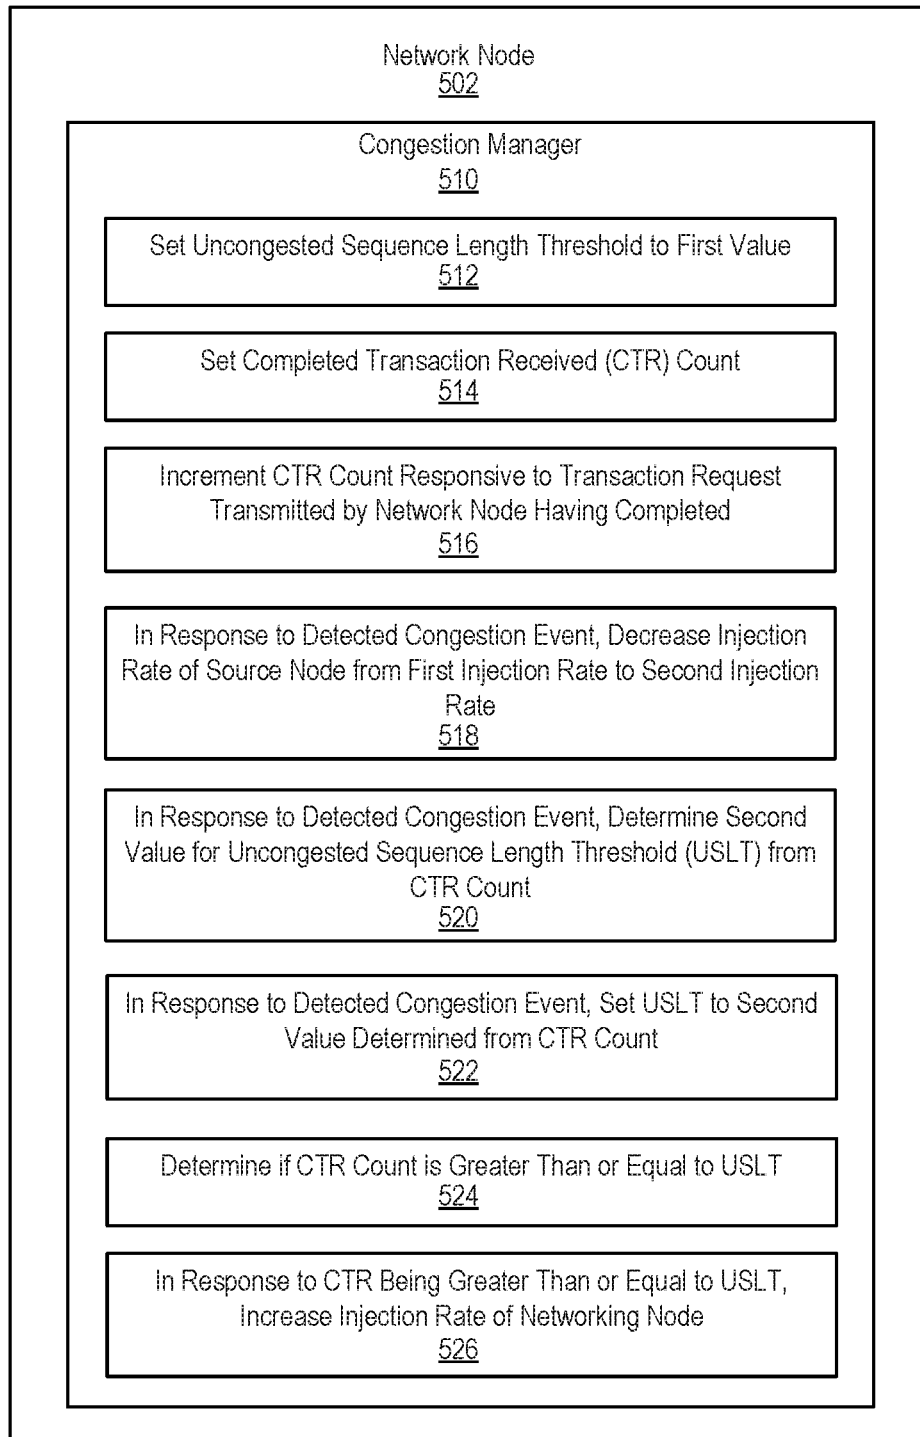 Network Node
502
Congestion Manager
510
Set Uncongested Sequence Length Threshold to First Value
512
Set Completed Transaction Received (CTR) Count
514
Increment CTR Count Responsive to Transaction Request
Transmitted by Network Node Having Completed
516
In Response to Detected Congestion Event, Decrease Injection
Rate of Source Node from First Injection Rate to Second Injection
Rate
518
In Response to Detected Congestion Event, Determine Second
Value for Uncongested Sequence Length Threshold (USLT) from
CTR Count
520
In Response to Detected Congestion Event, Set USLT to Second
Value Determined from CTR Count
522
Determine if CTR Count is Greater Than or Equal to USLT
524
In Response to CTR Being Greater Than or Equal to USLT,
Increase Injection Rate of Networking Node
526